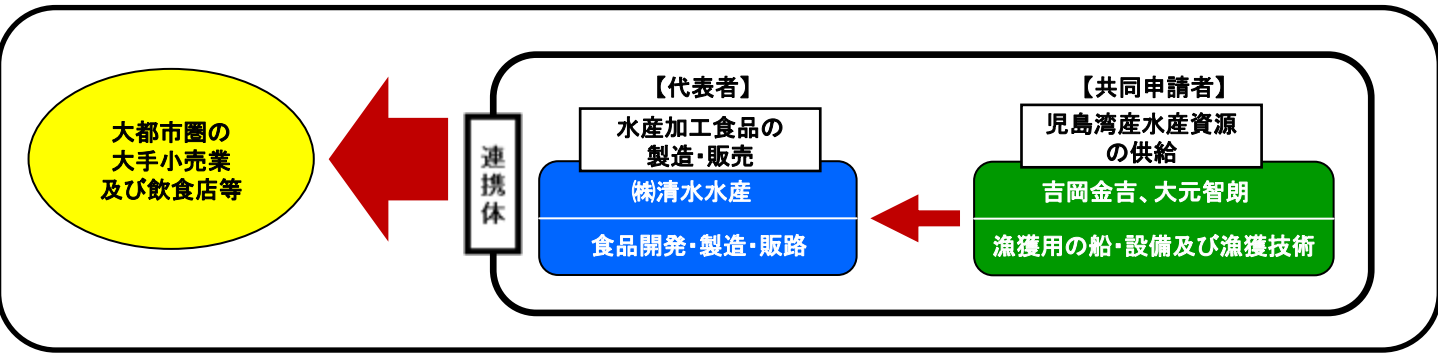 大都市圏の
大手小売業
及び飲食店等
連携体
【代表者】
水産加工食品の
製造・販売
㈱清水水産
食品開発・製造・販路
【共同申請者】
児島湾産水産資源
の供給
吉岡金吉、大元智朗
漁獲用の船・設備及び漁獲技術